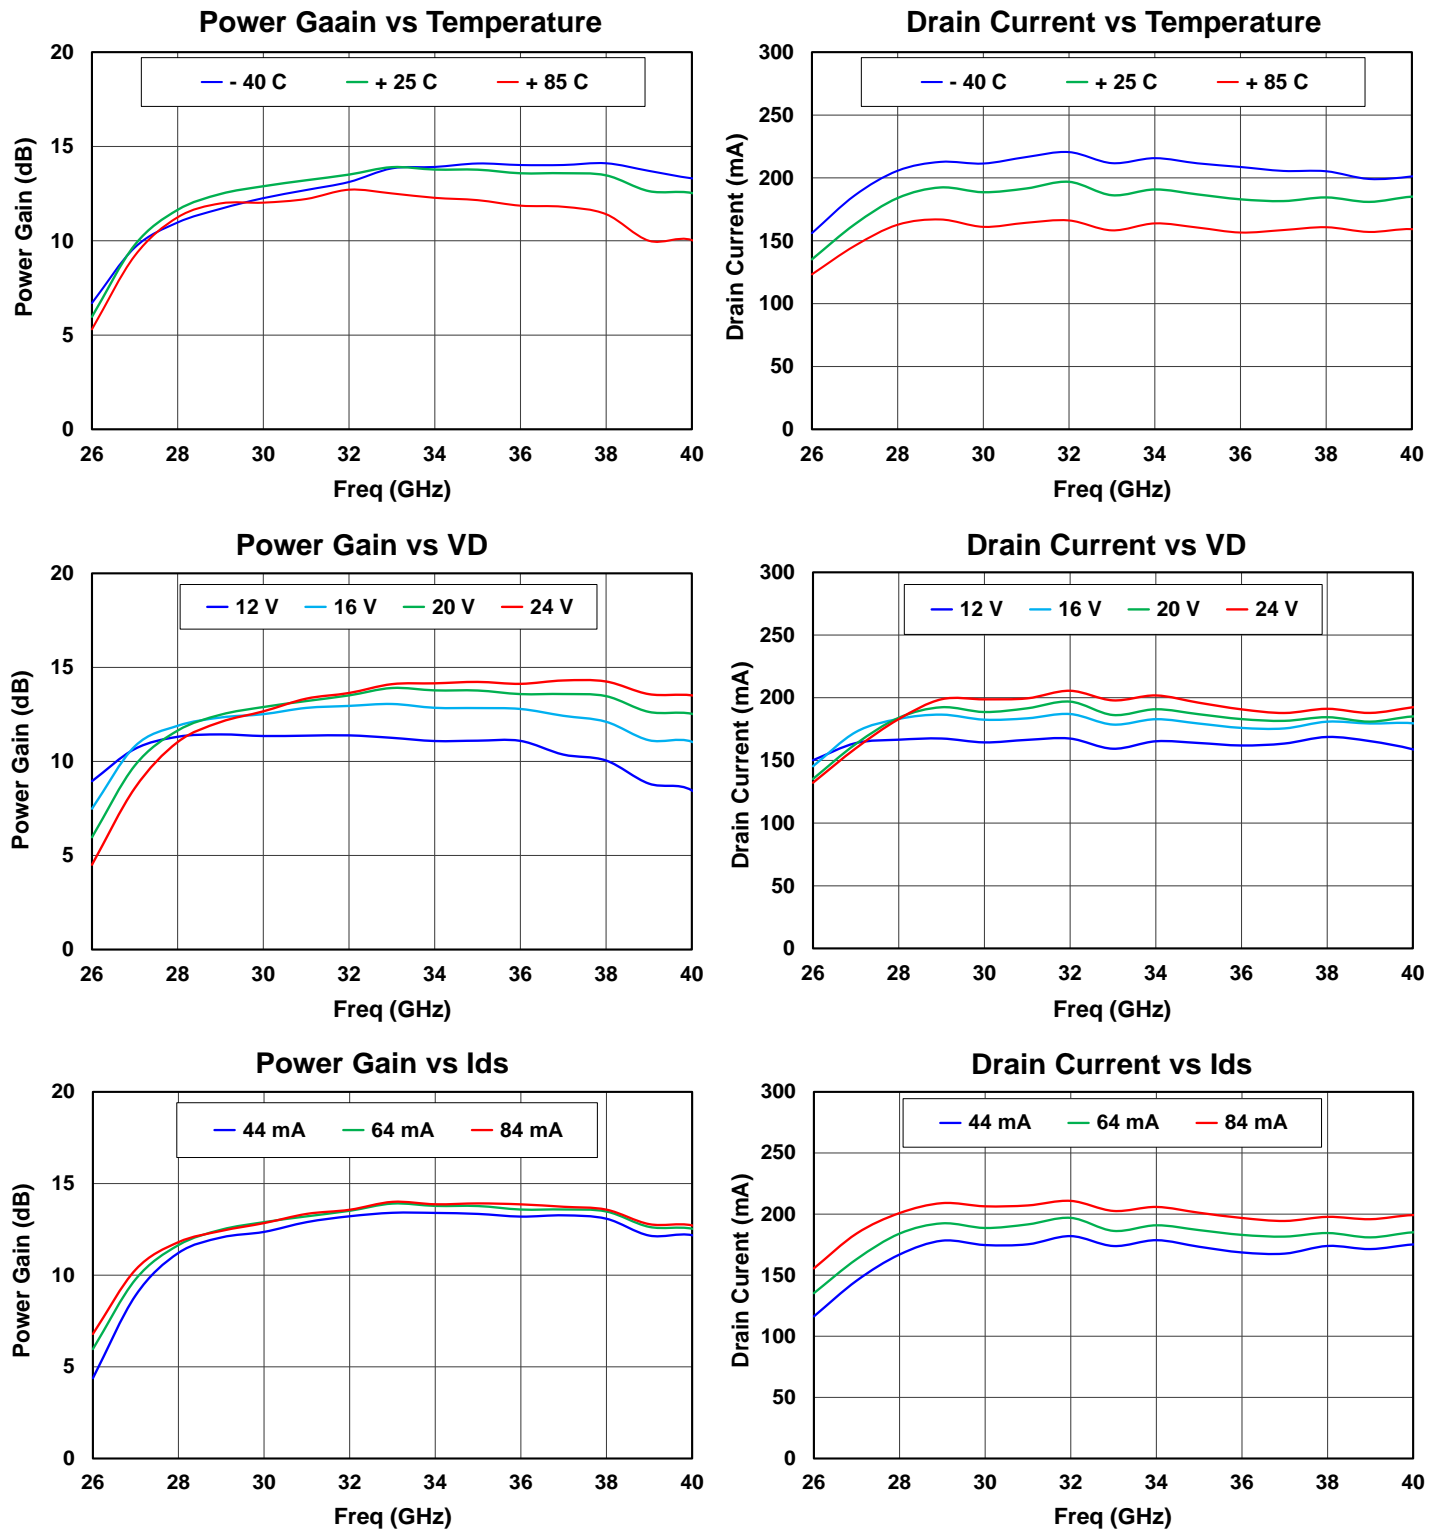 Power Gaain vs Temperature
- 40 C + 25 C + 85 C
Power Gain (dB)
20
15
10
5
0
26 28 30 32 34 36 38 40
Freq (GHz)
Drain Current vs Temperature
- 40 C + 25 C + 85 C
Drain Current (mA)
300
250
200
150
100
50
0
26 28 30 32 34 36 38 40
Freq (GHz)
Power Gain vs VD
12 V 16 V 20 V 24 V
Power Gain (dB)
20
15
10
5
0
26 28 30 32 34 36 38 40
Freq (GHz)
Drain Current vs VD
12 V 16 V 20 V 24 V
Drain Current (mA)
300
250
200
150
100
50
0
26 28 30 32 34 36 38 40
Freq (GHz)
Power Gain vs Ids
44 mA 64 mA 84 mA
Power Gain (dB)
20
15
10
5
0
26 28 30 32 34 36 38 40
Freq (GHz)
Drain Current vs Ids
44 mA 64 mA 84 mA
Drain Curent (mA)
300
250
200
150
100
50
0
26 28 30 32 34 36 38 40
Freq (GHz)